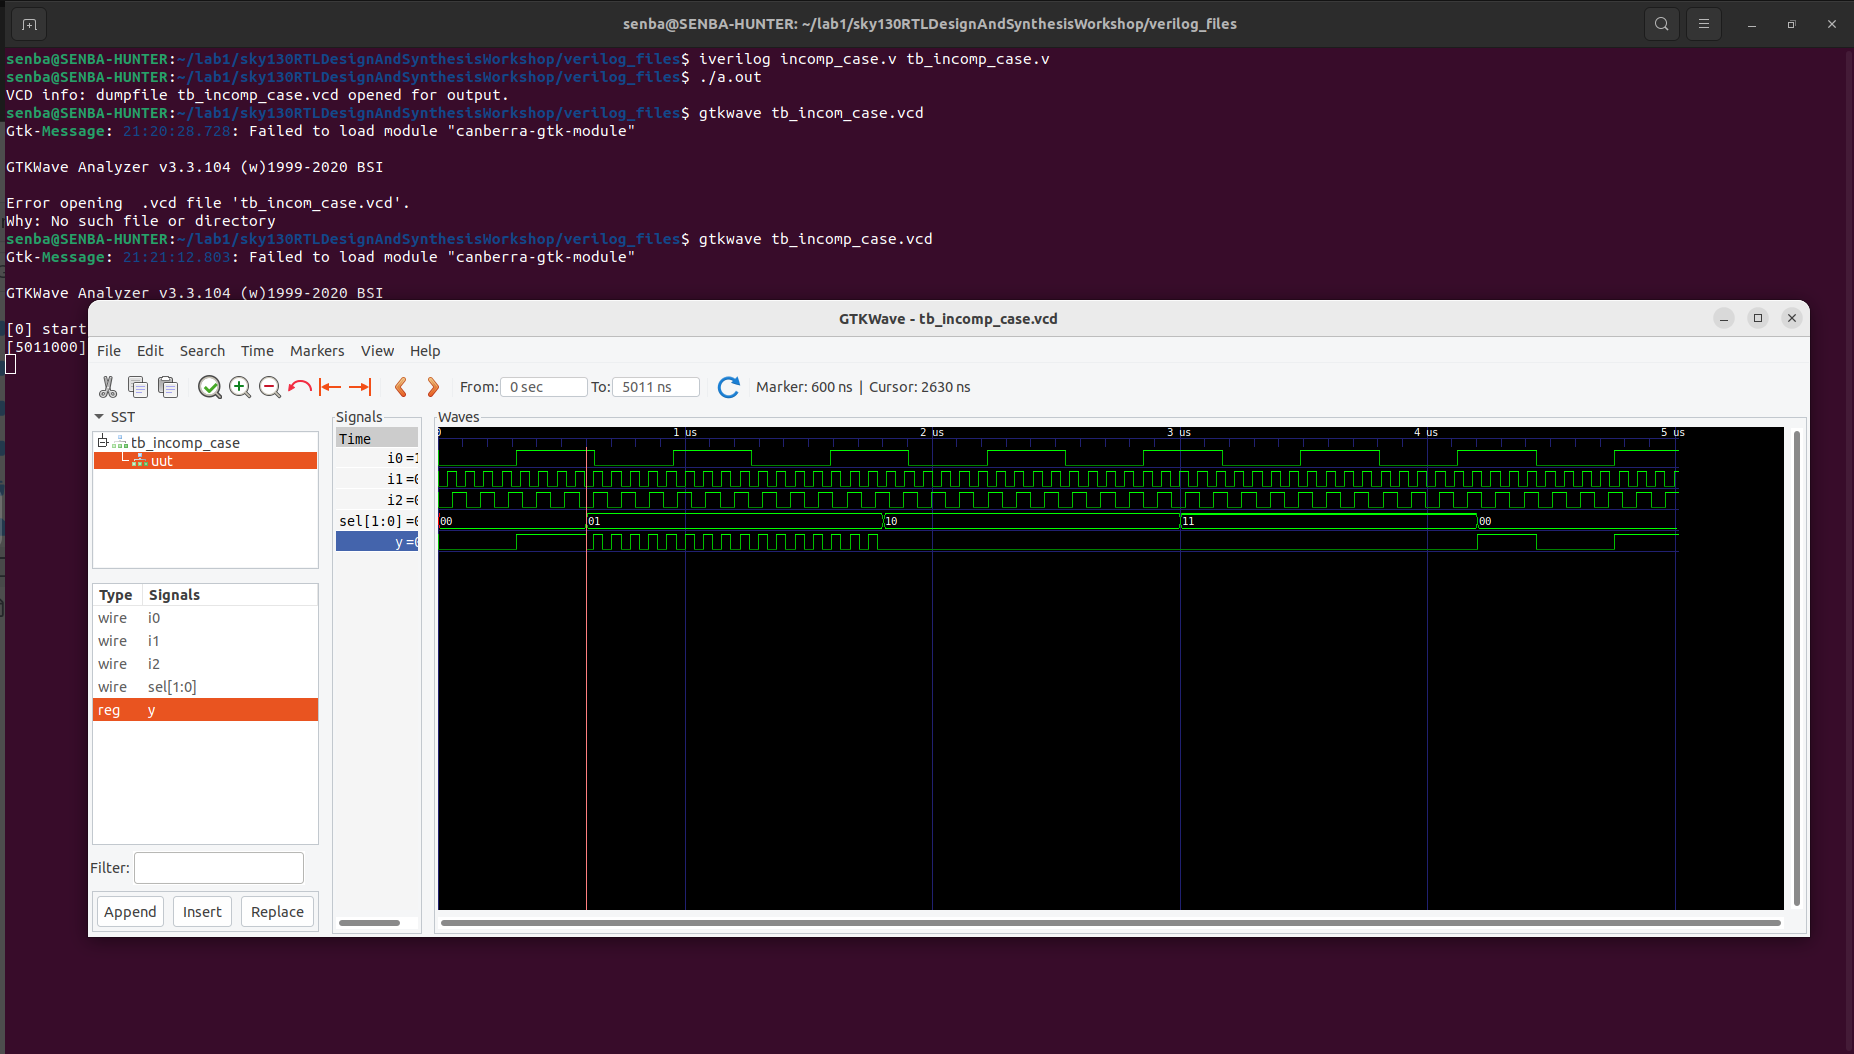 senba@SENBA-HUNTER: ~/lab1/sky130RTLDesignAndSynthesisWorkshop/verilog_files
senba@SENBA-HUNTER:~/lab1/sky130RTLDesignAndSynthesisWorkshop/verilog_files$ iverilog incomp_case.v tb_incomp_case.v
senba@SENBA-HUNTER:~/lab1/sky130RTLDesignAndSynthesisWorkshop/verilog_files$ ./a.out
VCD info: dumpfile tb_incomp_case.vcd opened for output.
senba@SENBA-HUNTER:~/lab1/sky130RTLDesignAndSynthesisWorkshop/verilog_files$ gtkwave tb_incom_case.vcd
Gtk-Message: 21:20:28.728: Failed to load module "canberra-gtk-module"
GTKWave Analyzer v3.3.104 (w)1999-2020 BSI
Error opening  .vcd file 'tb_incom_case.vcd'.
Why: No such file or directory
senba@SENBA-HUNTER:~/lab1/sky130RTLDesignAndSynthesisWorkshop/verilog_files$ gtkwave tb_incomp_case.vcd
Gtk-Message: 21:21:12.803: Failed to load module "canberra-gtk-module"
GTKWave Analyzer v3.3.104 (w)1999-2020 BSI
[0] start
[5011000]
GTKWave - tb_incomp_case.vcd
File Edit Search Time Markers View Help
From: 0 sec To: 5011 ns Marker: 600 ns | Cursor: 2630 ns
SST
tb_incomp_case
uut
Type Signals
wire i0
wire i1
wire i2
wire sel[1:0]
reg y
Filter:
Append Insert Replace
Signals
Time
i0 =1
i1 =0
i2 =0
sel[1:0] =0
y =0
Waves
0 1 us 2 us 3 us 4 us 5 us
00 01 10 11 00